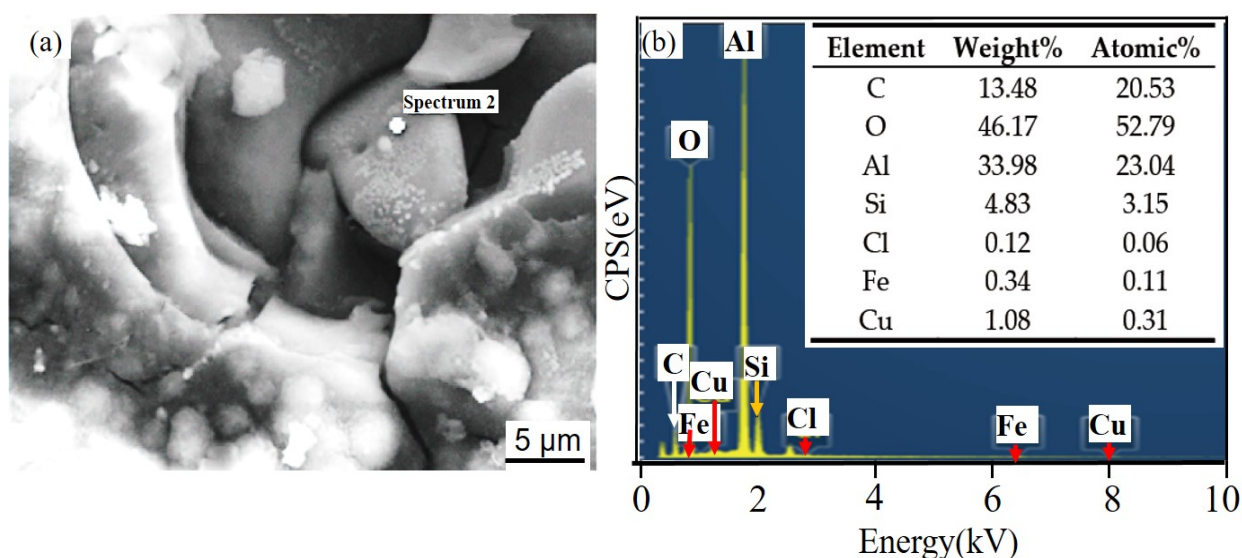 (a)
Spectrum 2
5 µm
(b)
Al
O
C
Fe
Cu
Si
Cl
Fe
Cu
Element Weight% Atomic%
C 13.48 20.53
O 46.17 52.79
Al 33.98 23.04
Si 4.83 3.15
Cl 0.12 0.06
Fe 0.34 0.11
Cu 1.08 0.31
CPS(eV)
0 2 4 6 8 10
Energy(kV)